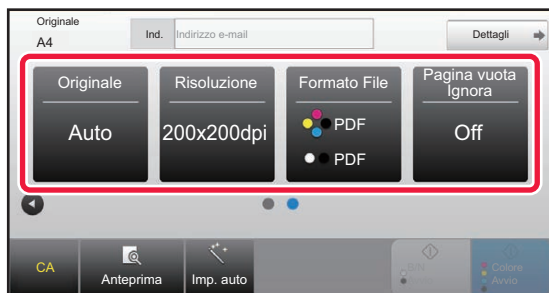 Originale
A4
Ind.
Indirizzo e-mail
Dettagli
Originale
Auto
Risoluzione
200x200dpi
Formato File
PDF
PDF
Pagina vuota
Ignora
Off
CA
Anteprima
Imp. auto
B/N
Colore
Avvio